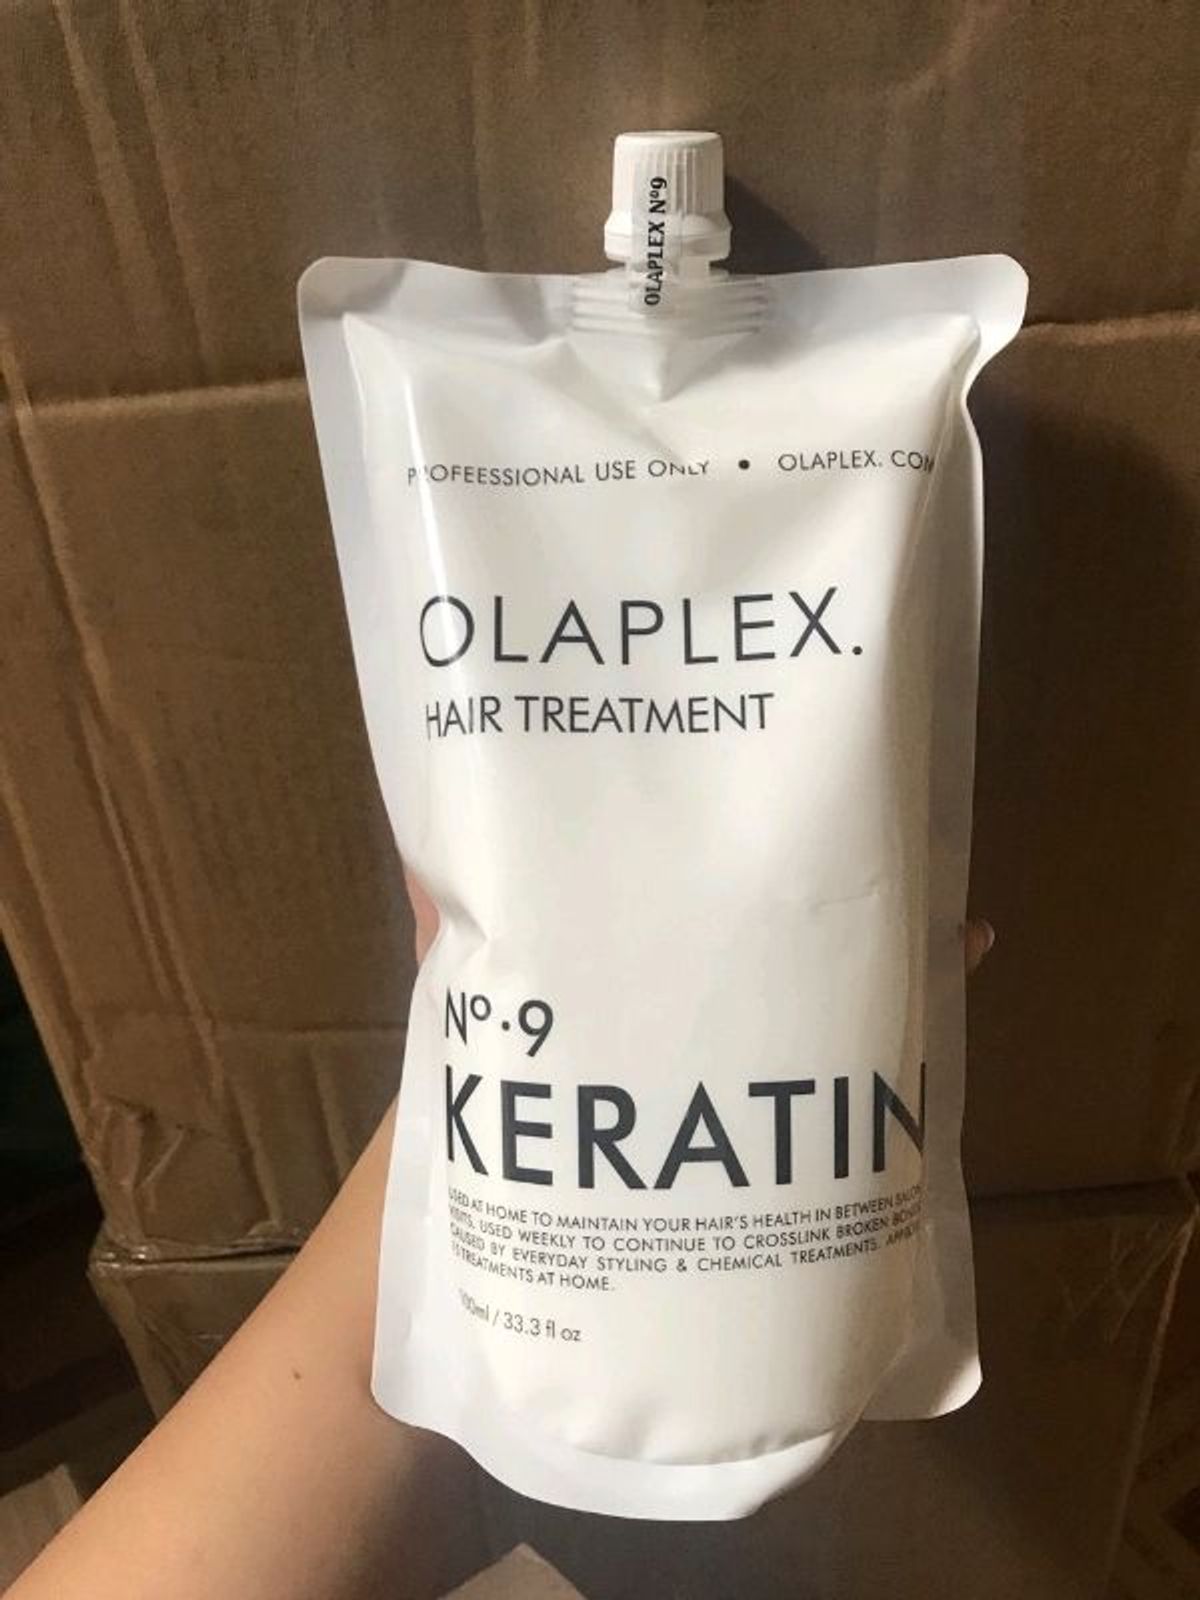 OLAPLEX Nº9
PROFEESSIONAL USE ONLY • OLAPLEX. COM
OLAPLEX.
HAIR TREATMENT
Nº.9
KERATIN
USED AT HOME TO MAINTAIN YOUR HAIR'S HEALTH IN BETWEEN SALON
VISITS. USED WEEKLY TO CONTINUE TO CROSSLINK BROKEN BONDS
CAUSED BY EVERYDAY STYLING & CHEMICAL TREATMENTS.
TREATMENTS AT HOME.
/ 33.3 fl oz